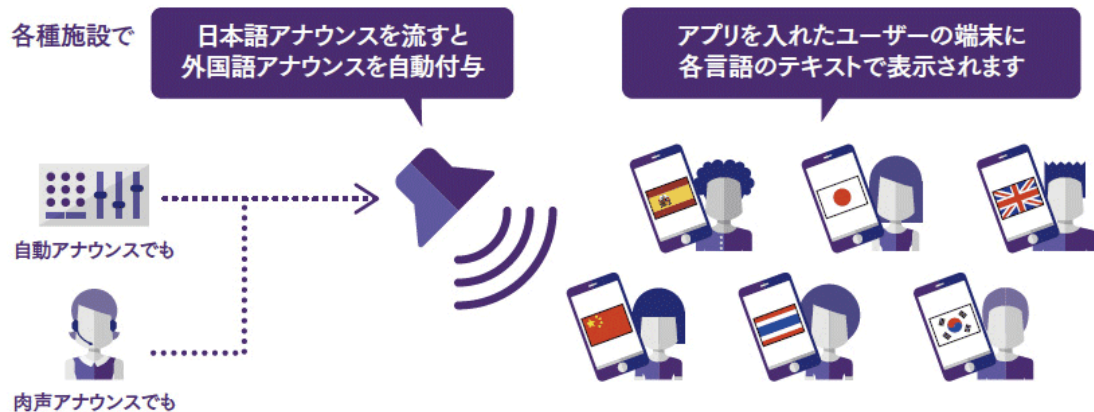 各種施設で
日本語アナウンスを流すと
外国語アナウンスを自動付与
アプリを入れたユーザーの端末に
各言語のテキストで表示されます
自動アナウンスでも
肉声アナウンスでも